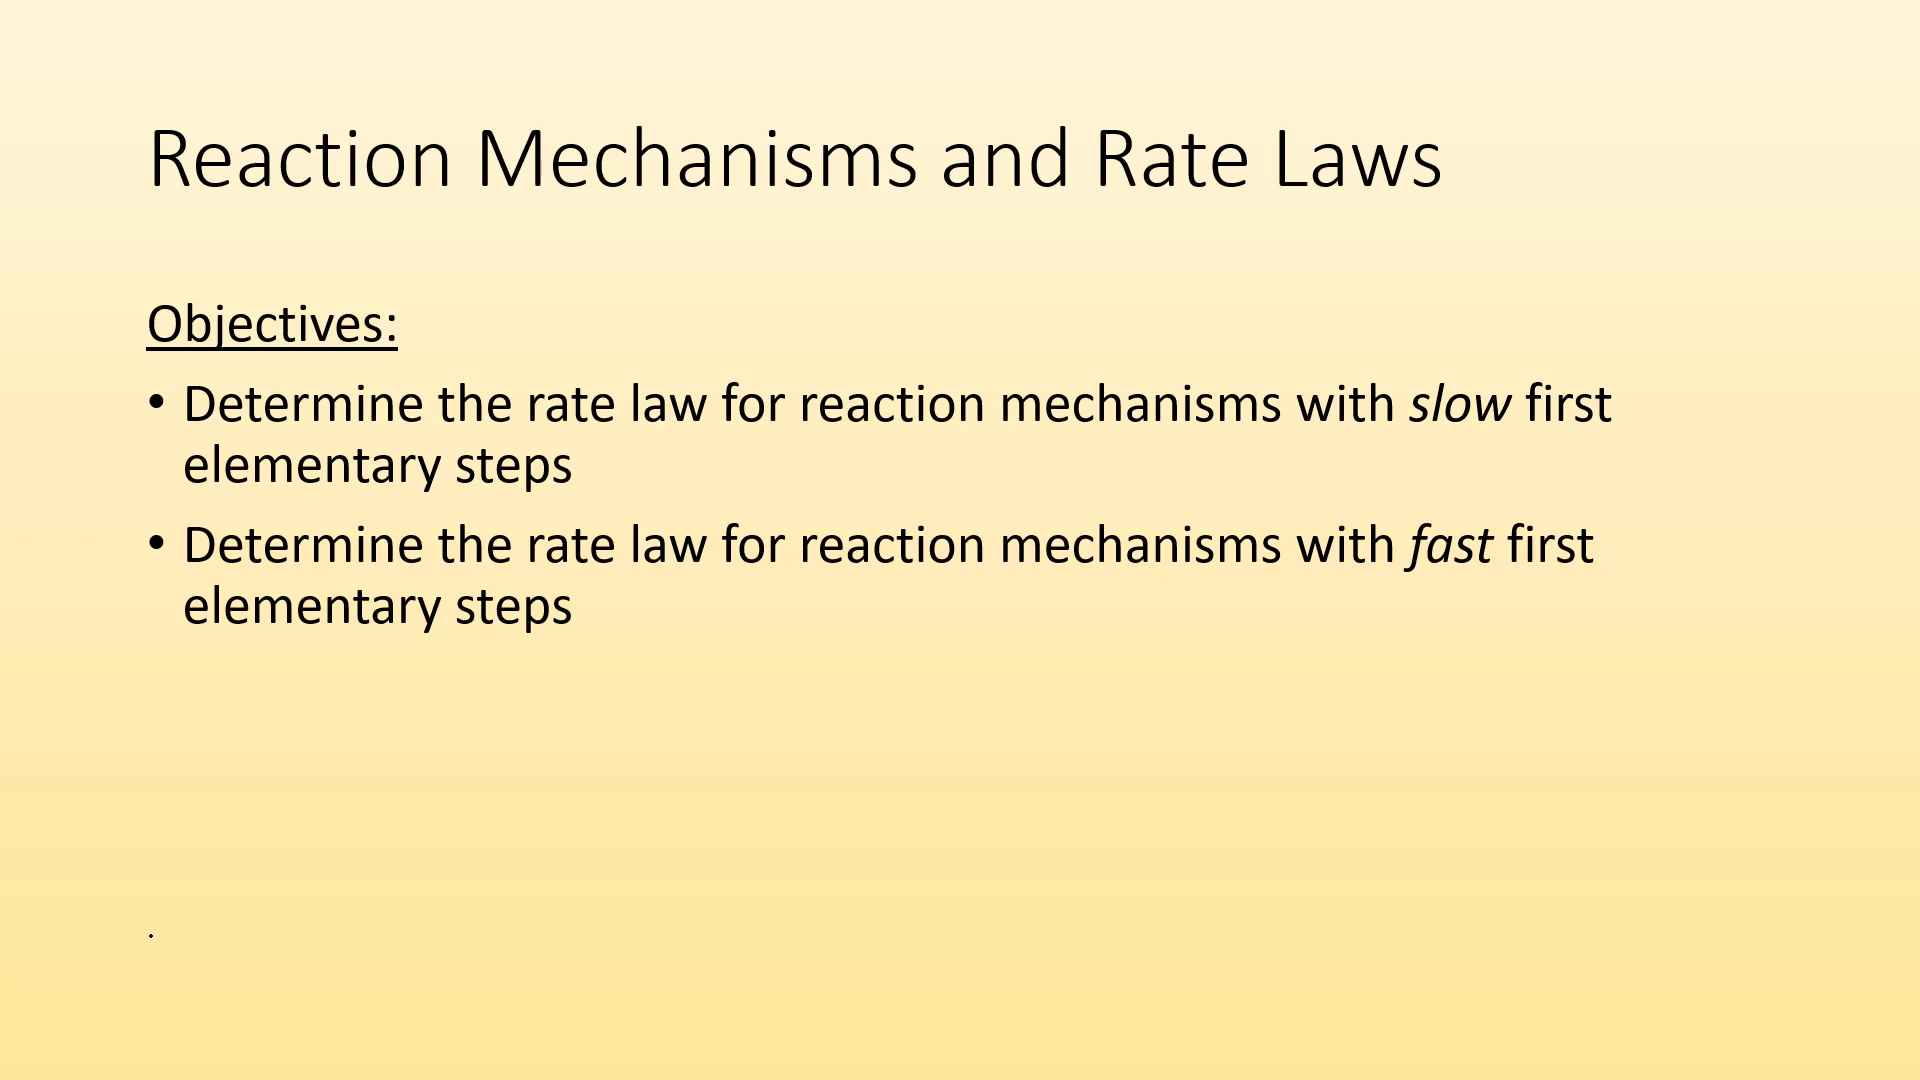 Reaction Mechanisms and Rate Laws
Objectives:
• Determine the rate law for reaction mechanisms with slow first
elementary steps
• Determine the rate law for reaction mechanisms with fast first
elementary steps
.